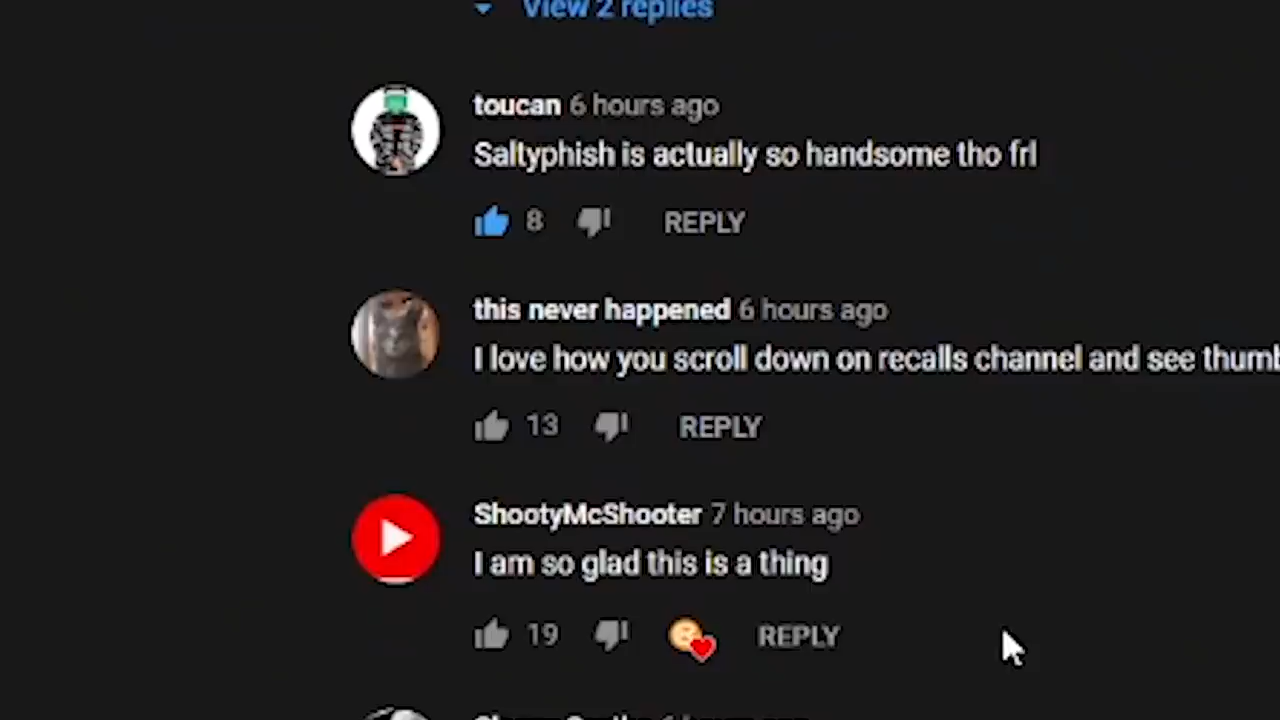 View 2 replies
toucan 6 hours ago
Saltyphish is actually so handsome tho frl
8 REPLY
this never happened 6 hours ago
I love how you scroll down on recalls channel and see thumb
13 REPLY
ShootyMcShooter 7 hours ago
I am so glad this is a thing
19 REPLY